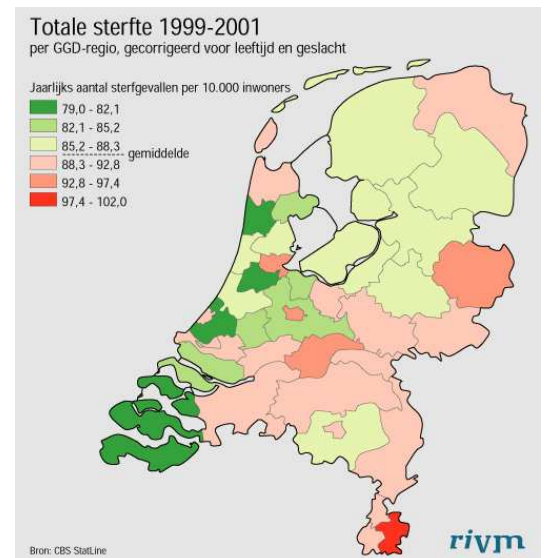 Totale sterfte 1999-2001
per GGD-regio, gecorrigeerd voor leeftijd en geslacht
Jaarlijks aantal sterfgevallen per 10.000 inwoners
79,0 - 82,1
82,1 - 85,2
85,2 - 88,3
gemiddelde
88,3 - 92,8
92,8 - 97,4
97,4 - 102,0
Bron: CBS StatLine
rivm